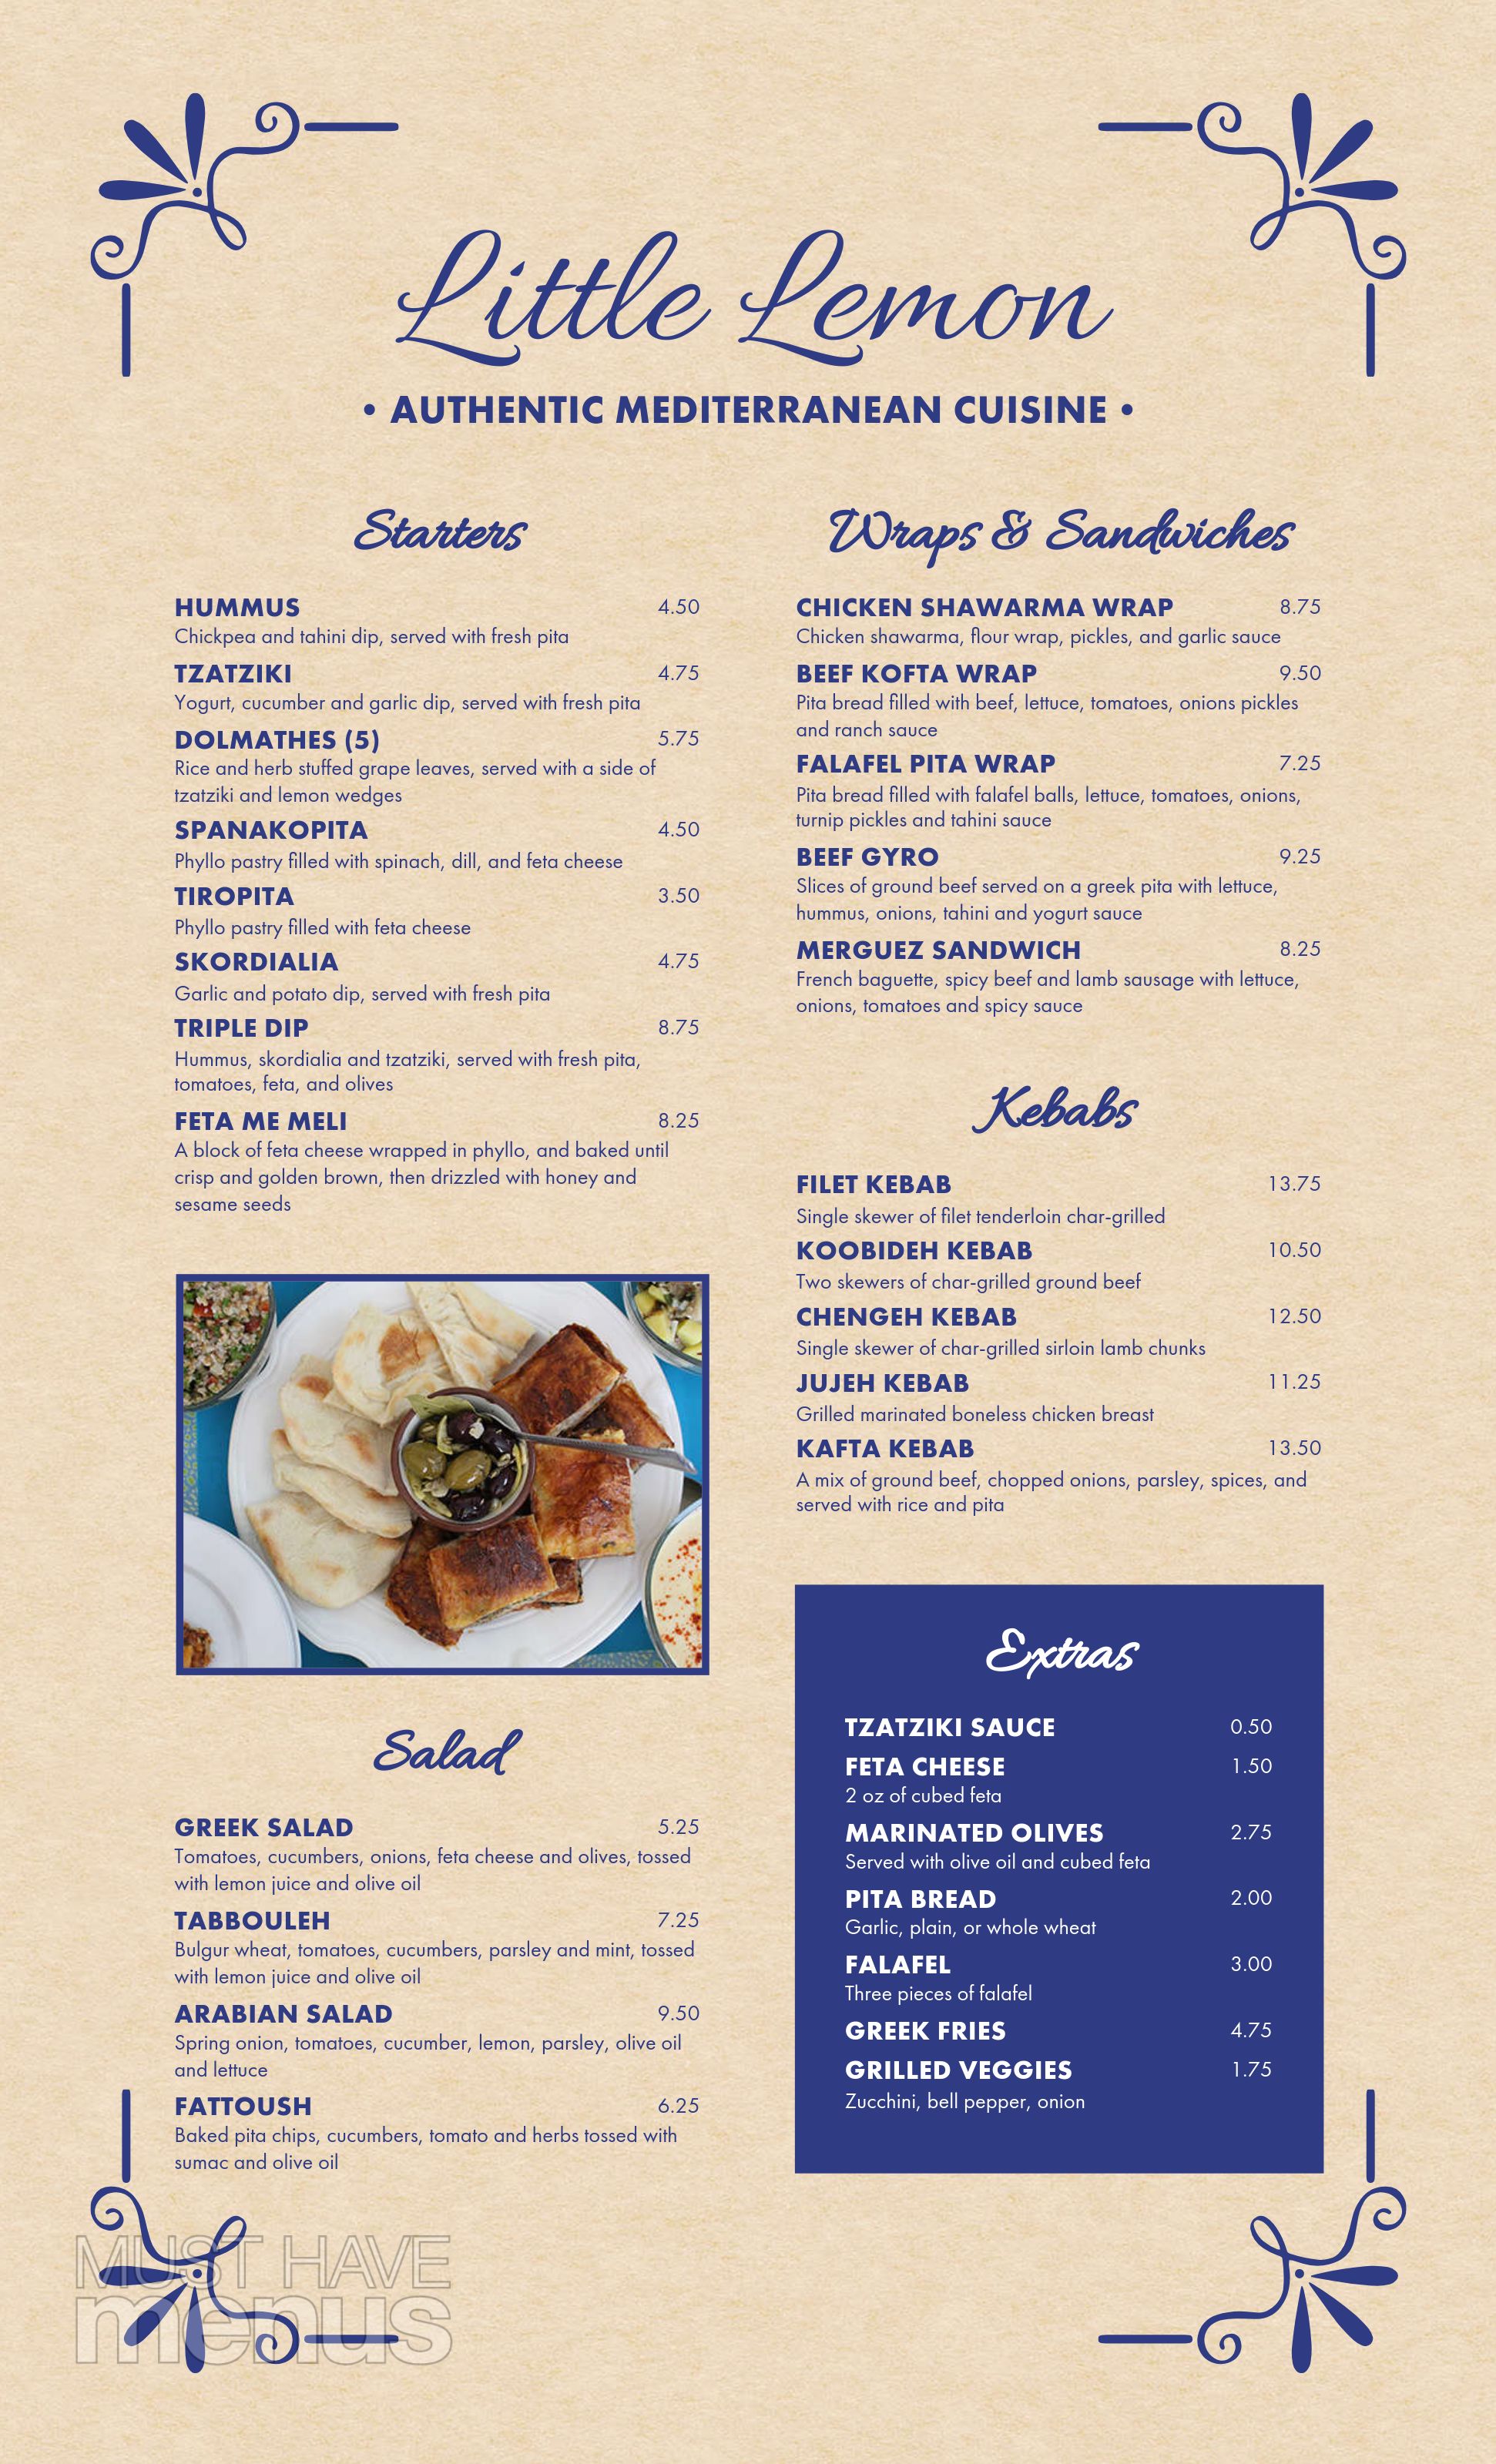 Little Lemon
• AUTHENTIC MEDITERRANEAN CUISINE •
Starters
HUMMUS 4.50
Chickpea and tahini dip, served with fresh pita
TZATZIKI 4.75
Yogurt, cucumber and garlic dip, served with fresh pita
DOLMATHES (5) 5.75
Rice and herb stuffed grape leaves, served with a side of
tzatziki and lemon wedges
SPANAKOPITA 4.50
Phyllo pastry filled with spinach, dill, and feta cheese
TIROPITA 3.50
Phyllo pastry filled with feta cheese
SKORDIALIA 4.75
Garlic and potato dip, served with fresh pita
TRIPLE DIP 8.75
Hummus, skordialia and tzatziki, served with fresh pita,
tomatoes, feta, and olives
FETA ME MELI 8.25
A block of feta cheese wrapped in phyllo, and baked until
crisp and golden brown, then drizzled with honey and
sesame seeds
Salad
GREEK SALAD 5.25
Tomatoes, cucumbers, onions, feta cheese and olives, tossed
with lemon juice and olive oil
TABBOULEH 7.25
Bulgur wheat, tomatoes, cucumbers, parsley and mint, tossed
with lemon juice and olive oil
ARABIAN SALAD 9.50
Spring onion, tomatoes, cucumber, lemon, parsley, olive oil
and lettuce
FATTOUSH 6.25
Baked pita chips, cucumbers, tomato and herbs tossed with
sumac and olive oil
Wraps & Sandwiches
CHICKEN SHAWARMA WRAP 8.75
Chicken shawarma, flour wrap, pickles, and garlic sauce
BEEF KOFTA WRAP 9.50
Pita bread filled with beef, lettuce, tomatoes, onions pickles
and ranch sauce
FALAFEL PITA WRAP 7.25
Pita bread filled with falafel balls, lettuce, tomatoes, onions,
turnip pickles and tahini sauce
BEEF GYRO 9.25
Slices of ground beef served on a greek pita with lettuce,
hummus, onions, tahini and yogurt sauce
MERGUEZ SANDWICH 8.25
French baguette, spicy beef and lamb sausage with lettuce,
onions, tomatoes and spicy sauce
Kebabs
FILET KEBAB 13.75
Single skewer of filet tenderloin char-grilled
KOOBIDEH KEBAB 10.50
Two skewers of char-grilled ground beef
CHENGEH KEBAB 12.50
Single skewer of char-grilled sirloin lamb chunks
JUJEH KEBAB 11.25
Grilled marinated boneless chicken breast
KAFTA KEBAB 13.50
A mix of ground beef, chopped onions, parsley, spices, and
served with rice and pita
Extras
TZATZIKI SAUCE 0.50
FETA CHEESE 1.50
2 oz of cubed feta
MARINATED OLIVES 2.75
Served with olive oil and cubed feta
PITA BREAD 2.00
Garlic, plain, or whole wheat
FALAFEL 3.00
Three pieces of falafel
GREEK FRIES 4.75
GRILLED VEGGIES 1.75
Zucchini, bell pepper, onion
MUST HAVE
menus